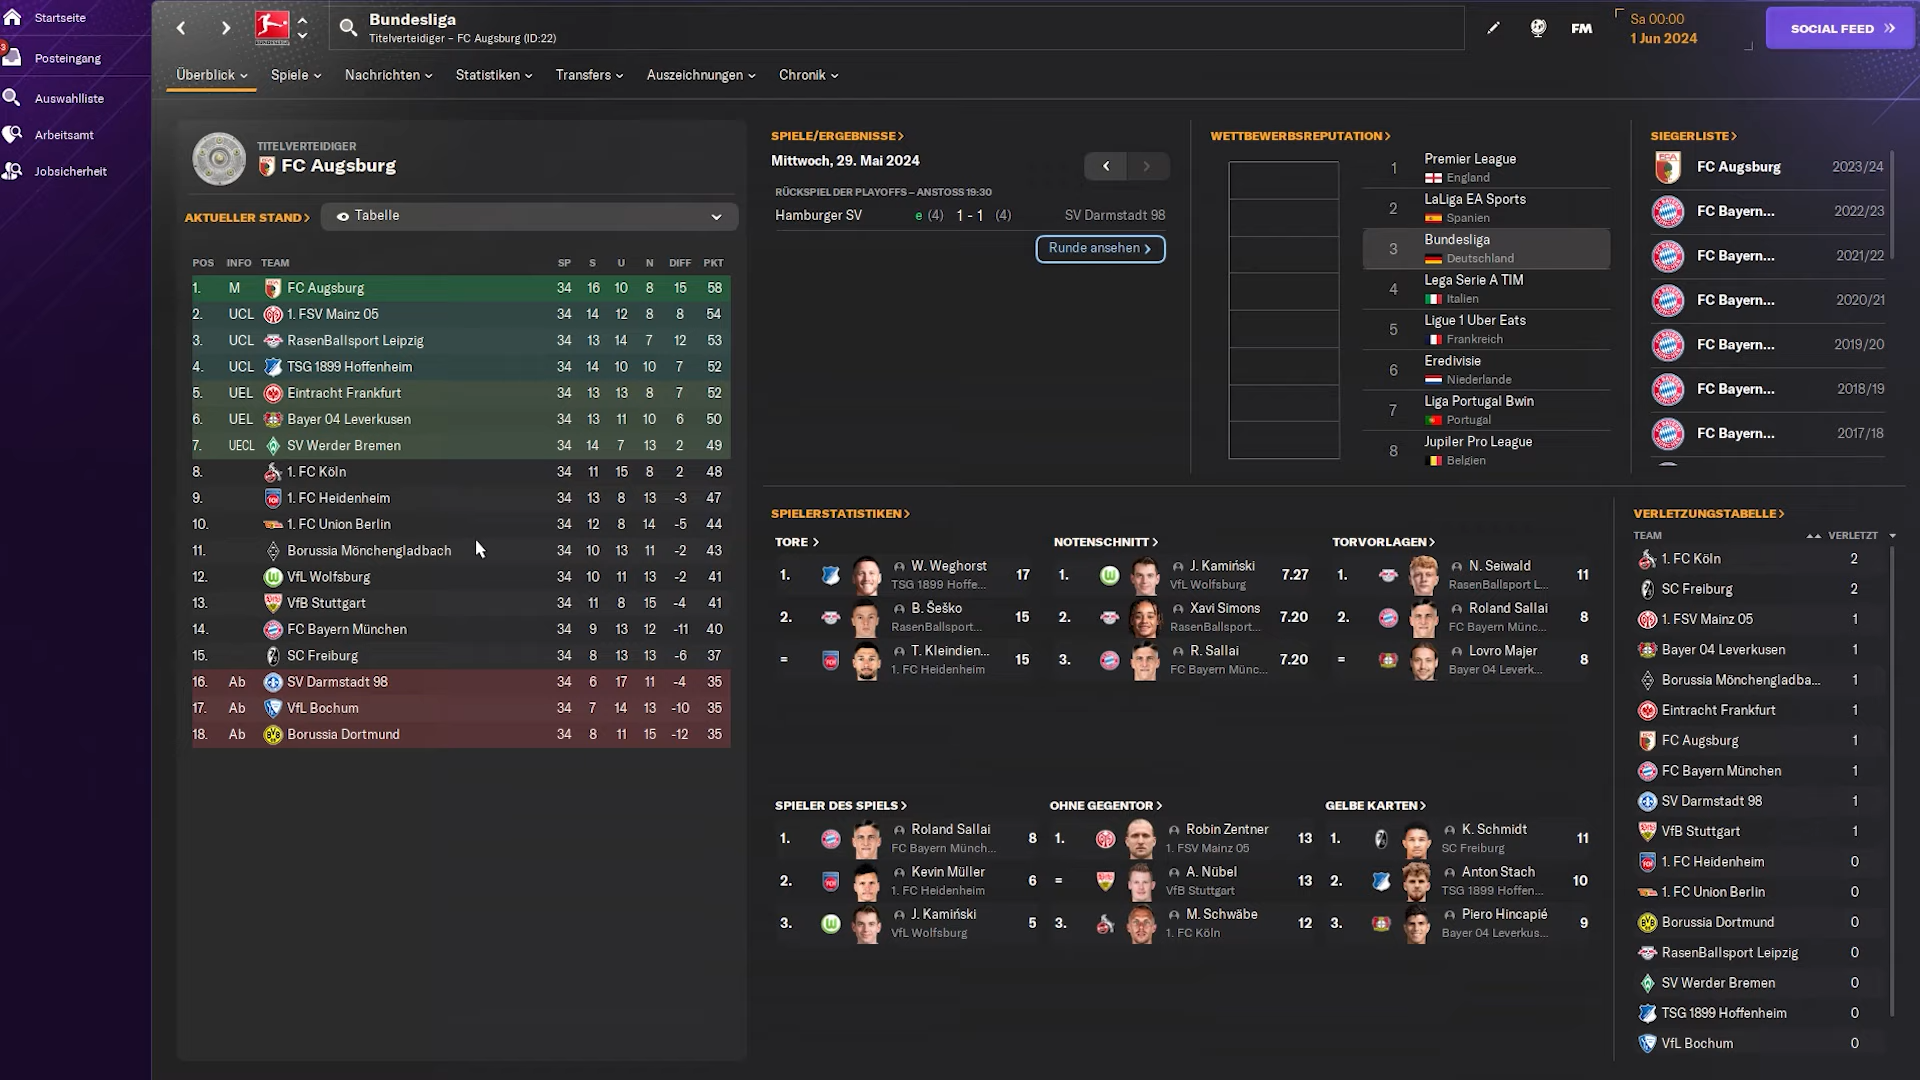 Startseite
3
Posteingang
Auswahlliste
Arbeitsamt
Jobsicherheit
Bundesliga
Titelverteidiger – FC Augsburg (ID:22)
FM
Sa 00:00
1 Jun 2024
SOCIAL FEED
Überblick Spiele Nachrichten Statistiken Transfers Auszeichnungen Chronik
TITELVERTEIDIGER
FC Augsburg
AKTUELLER STAND
Tabelle
POS INFO TEAM SP S U N DIFF PKT
1. M FC Augsburg 34 16 10 8 15 58
2. UCL 1. FSV Mainz 05 34 14 12 8 8 54
3. UCL RasenBallsport Leipzig 34 13 14 7 12 53
4. UCL TSG 1899 Hoffenheim 34 14 10 10 7 52
5. UEL Eintracht Frankfurt 34 13 13 8 7 52
6. UEL Bayer 04 Leverkusen 34 13 11 10 6 50
7. UECL SV Werder Bremen 34 14 7 13 2 49
8. 1. FC Köln 34 11 15 8 2 48
9. 1. FC Heidenheim 34 13 8 13 -3 47
10. 1. FC Union Berlin 34 12 8 14 -5 44
11. Borussia Mönchengladbach 34 10 13 11 -2 43
12. VfL Wolfsburg 34 10 11 13 -2 41
13. VfB Stuttgart 34 11 8 15 -4 41
14. FC Bayern München 34 9 13 12 -11 40
15. SC Freiburg 34 8 13 13 -6 37
16. Ab SV Darmstadt 98 34 6 17 11 -4 35
17. Ab VfL Bochum 34 7 14 13 -10 35
18. Ab Borussia Dortmund 34 8 11 15 -12 35
SPIELE/ERGEBNISSE
Mittwoch, 29. Mai 2024
RÜCKSPIEL DER PLAYOFFS – ANSTOSS 19:30
Hamburger SV e (4) 1 - 1 (4) SV Darmstadt 98
Runde ansehen
WETTBEWERBSREPUTATION
1 Premier League
England
2 LaLiga EA Sports
Spanien
3 Bundesliga
Deutschland
4 Lega Serie A TIM
Italien
5 Ligue 1 Uber Eats
Frankreich
6 Eredivisie
Niederlande
7 Liga Portugal Bwin
Portugal
8 Jupiler Pro League
Belgien
SIEGERLISTE
FC Augsburg 2023/24
FC Bayern... 2022/23
FC Bayern... 2021/22
FC Bayern... 2020/21
FC Bayern... 2019/20
FC Bayern... 2018/19
FC Bayern... 2017/18
SPIELERSTATISTIKEN
TORE
1. W. Weghorst 17
TSG 1899 Hoffe...
2. B. Šeško 15
RasenBallsport...
= T. Kleindien... 15
1. FC Heidenheim
NOTENSCHNITT
1. J. Kamiński 7.27
VfL Wolfsburg
2. Xavi Simons 7.20
RasenBallsport...
3. R. Sallai 7.20
FC Bayern Münc...
TORVORLAGEN
1. N. Seiwald 11
RasenBallsport L...
2. Roland Sallai 8
FC Bayern Münc...
= Lovro Majer 8
Bayer 04 Leverk...
SPIELER DES SPIELS
1. Roland Sallai 8
FC Bayern Münch...
2. Kevin Müller 6
1. FC Heidenheim
3. J. Kamiński 5
VfL Wolfsburg
OHNE GEGENTOR
1. Robin Zentner 13
1. FSV Mainz 05
= A. Nübel 13
VfB Stuttgart
3. M. Schwäbe 12
1. FC Köln
GELBE KARTEN
1. K. Schmidt 11
SC Freiburg
2. Anton Stach 10
TSG 1899 Hoffen...
3. Piero Hincapié 9
Bayer 04 Leverkus...
VERLETZUNGSTABELLE
TEAM VERLETZT
1. FC Köln 2
SC Freiburg 2
1. FSV Mainz 05 1
Bayer 04 Leverkusen 1
Borussia Mönchengladba... 1
Eintracht Frankfurt 1
FC Augsburg 1
FC Bayern München 1
SV Darmstadt 98 1
VfB Stuttgart 1
1. FC Heidenheim 0
1. FC Union Berlin 0
Borussia Dortmund 0
RasenBallsport Leipzig 0
SV Werder Bremen 0
TSG 1899 Hoffenheim 0
VfL Bochum 0